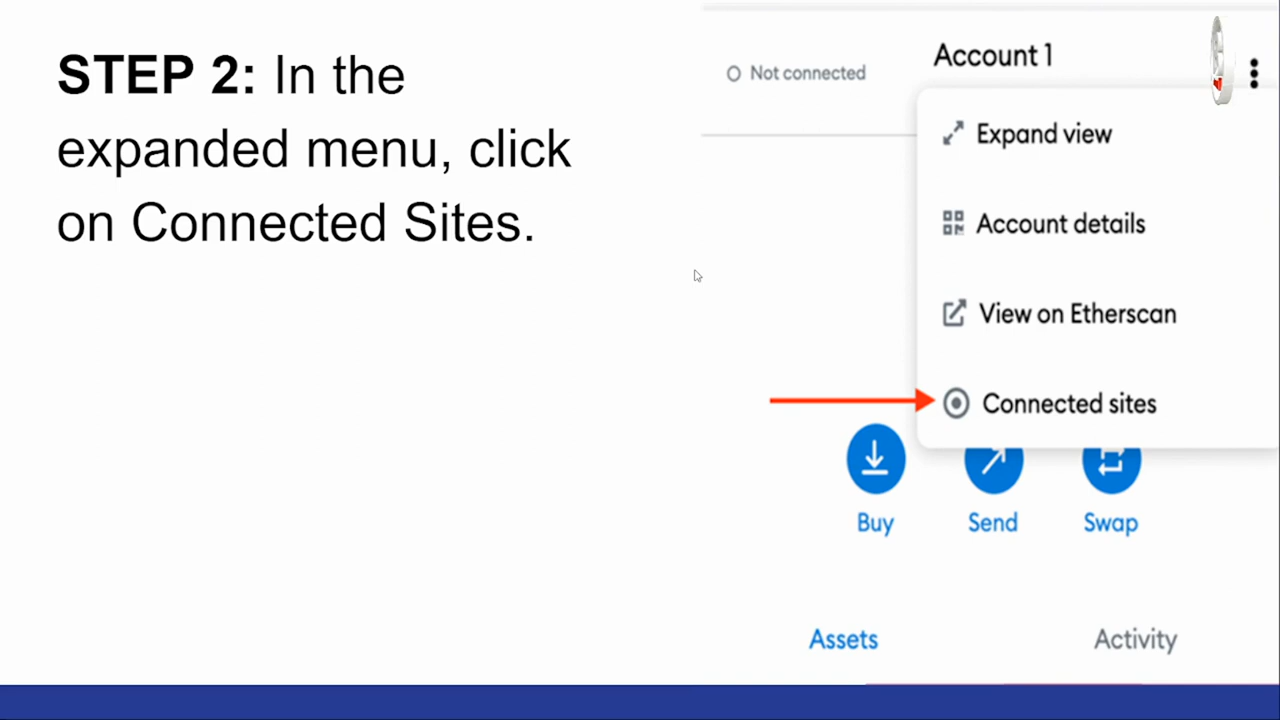 STEP 2: In the
expanded menu, click
on Connected Sites.
Account 1
Not connected
Expand view
Account details
View on Etherscan
Connected sites
Buy
Send
Swap
Assets
Activity